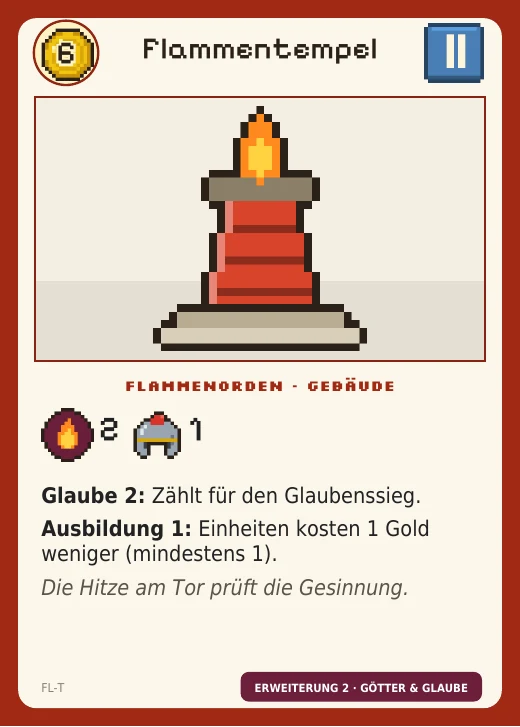 6
Flammentempel
II
FLAMMENORDEN · GEBÄUDE
2 1
Glaube 2: Zählt für den Glaubenssieg.
Ausbildung 1: Einheiten kosten 1 Gold
weniger (mindestens 1).
Die Hitze am Tor prüft die Gesinnung.
FL-T
ERWEITERUNG 2 · GÖTTER & GLAUBE